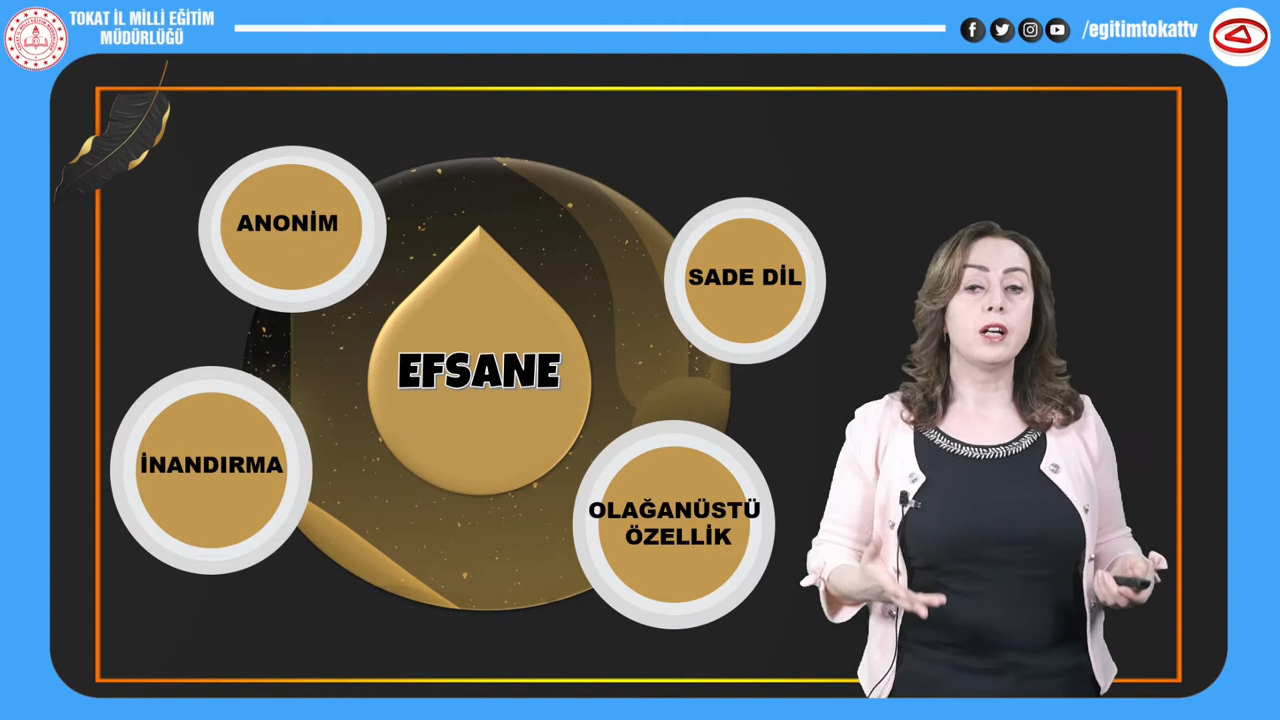 TOKAT İL MİLLİ EĞİTİM
MÜDÜRLÜĞÜ
/egitimtokattv
ANONİM
SADE DİL
EFSANE
İNANDIRMA
OLAĞANÜSTÜ
ÖZELLİK